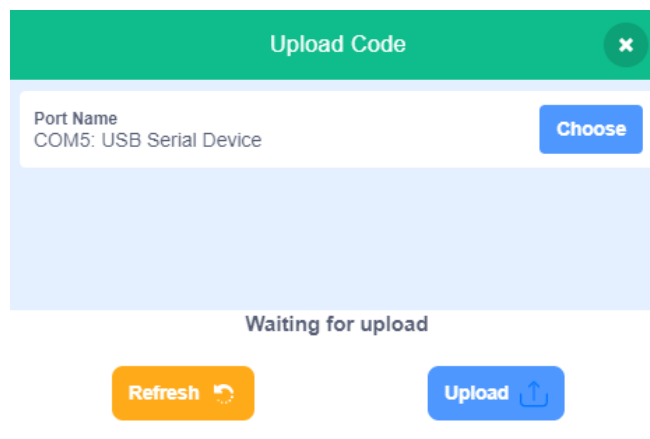 Upload Code
Port Name
COM5: USB Serial Device
Choose
Waiting for upload
Refresh
Upload